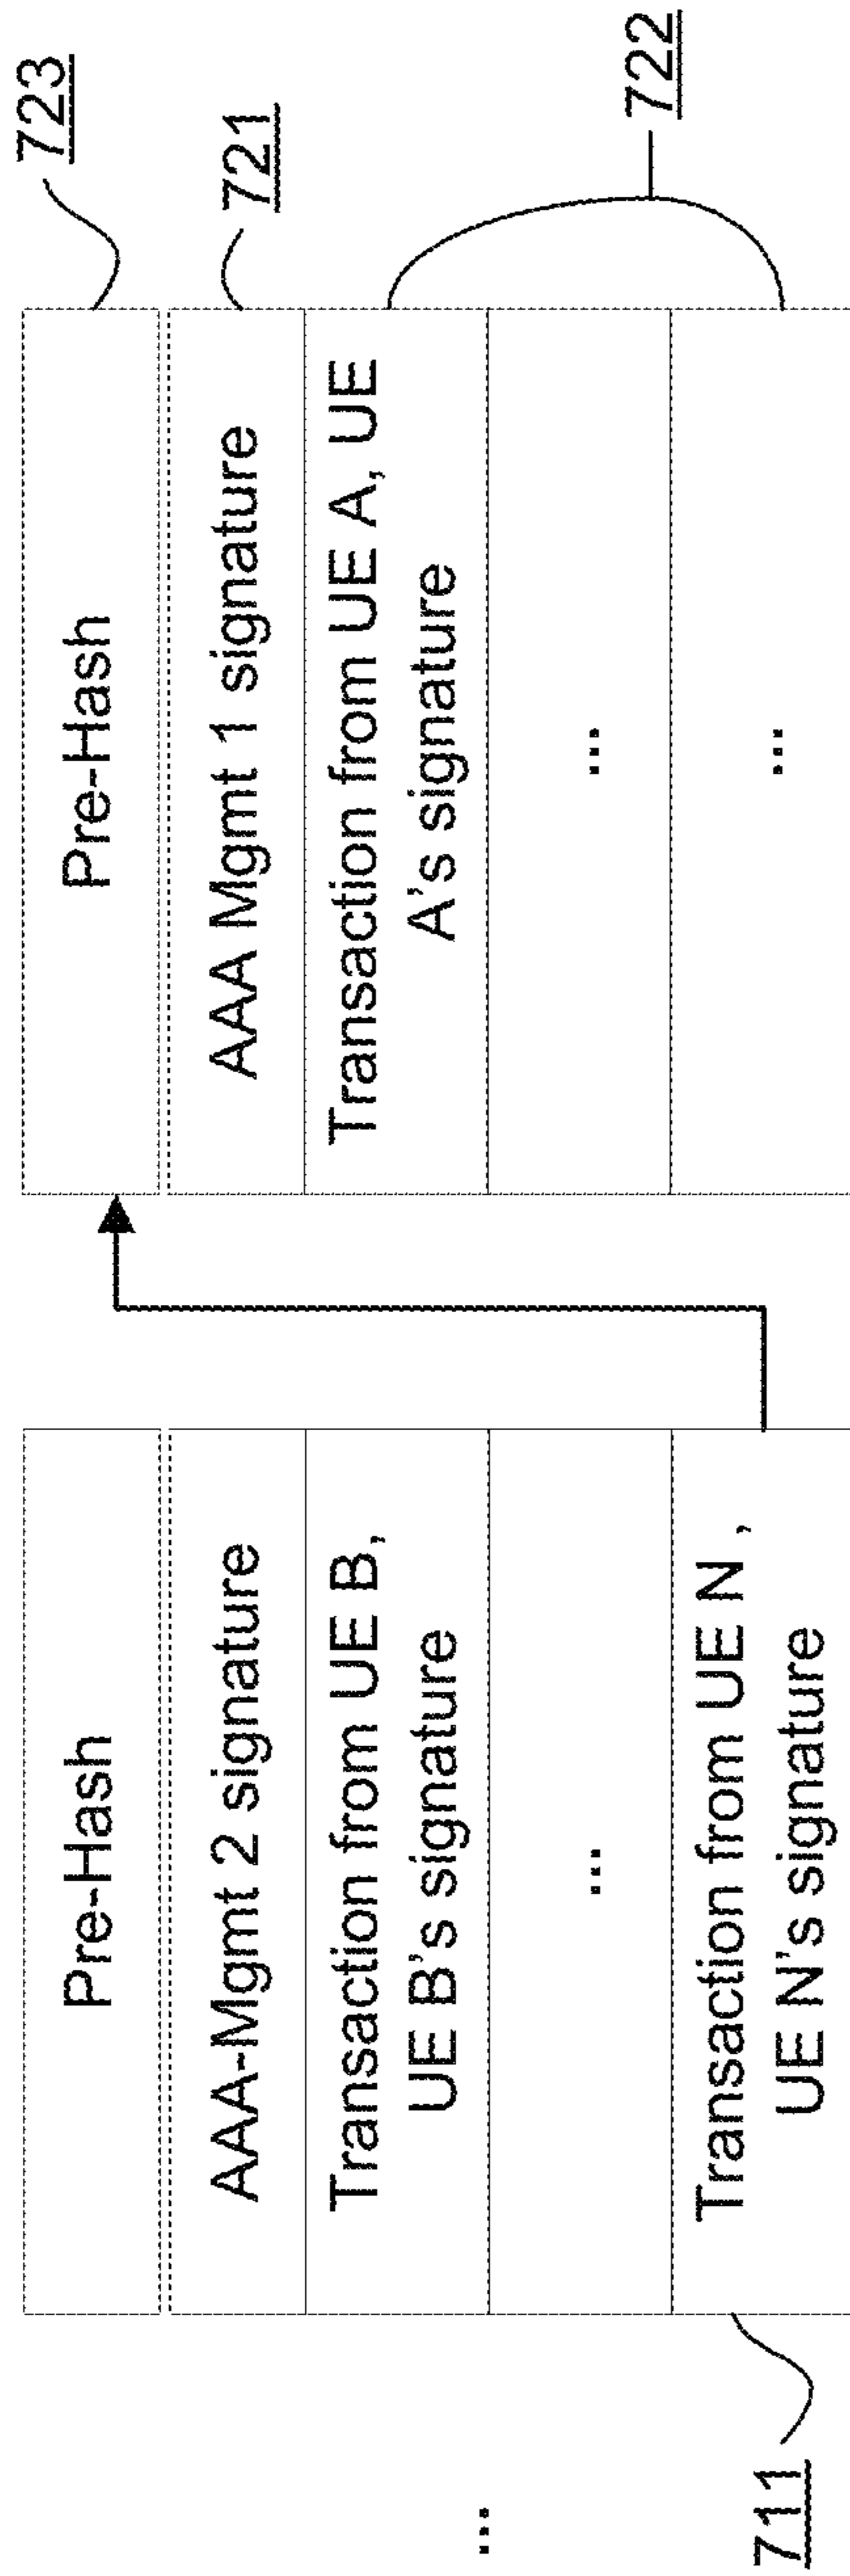 ...
711
Pre-Hash
AAA-Mgmt 2 signature
Transaction from UE B,
UE B's signature
...
Transaction from UE N ,
UE N's signature
Pre-Hash
AAA Mgmt 1 signature
Transaction from UE A, UE
A's signature
...
...
723
721
722